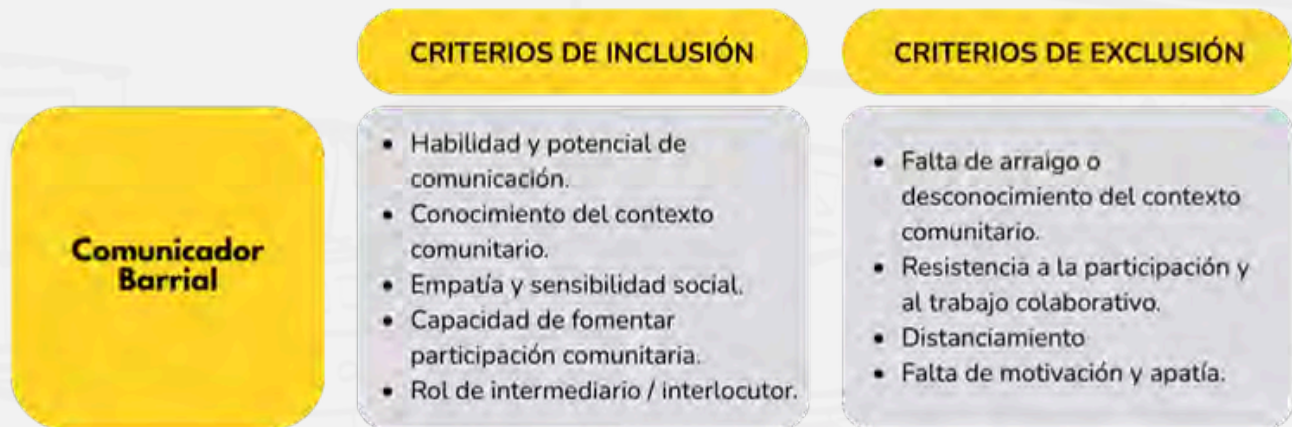 CRITERIOS DE INCLUSIÓN
CRITERIOS DE EXCLUSIÓN
Comunicador
Barrial
• Habilidad y potencial de
comunicación.
• Conocimiento del contexto
comunitario.
• Empatía y sensibilidad social.
• Capacidad de fomentar
participación comunitaria.
• Rol de intermediario / interlocutor.
• Falta de arraigo o
desconocimiento del contexto
comunitario.
• Resistencia a la participación y
al trabajo colaborativo.
• Distanciamiento
• Falta de motivación y apatía.